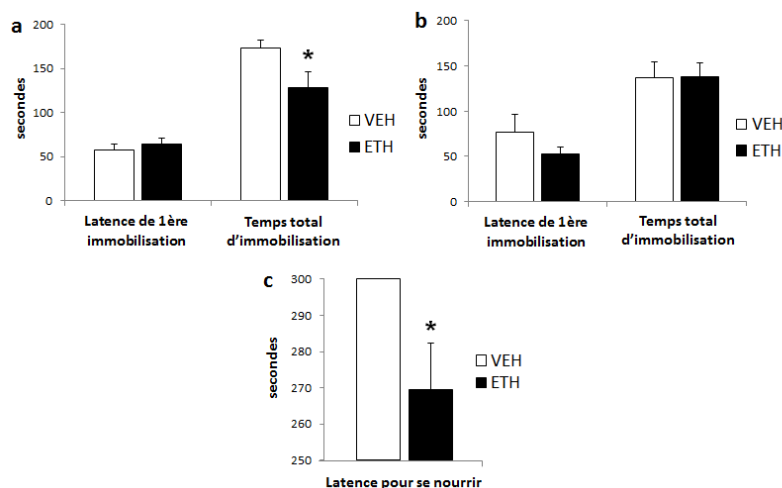 a
secondes
200
150
100
50
0
*
VEH
ETH
Latence de 1ère
immobilisation
Temps total
d'immobilisation
b
secondes
200
150
100
50
0
VEH
ETH
Latence de 1ère
immobilisation
Temps total
d'immobilisation
c
secondes
300
290
280
270
260
250
*
VEH
ETH
Latence pour se nourrir